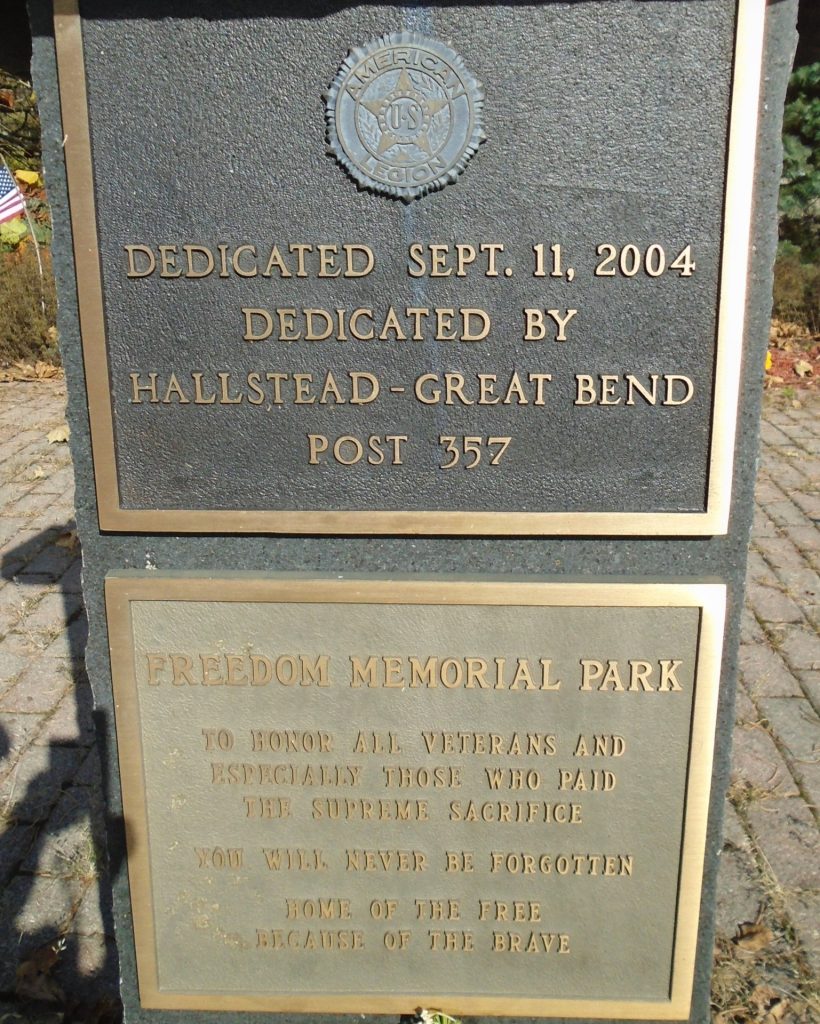 AMERICAN
U·S
LEGION
DEDICATED SEPT. 11, 2004
DEDICATED BY
HALLSTEAD-GREAT BEND
POST 357
FREEDOM MEMORIAL PARK
TO HONOR ALL VETERANS AND
ESPECIALLY THOSE WHO PAID
THE SUPREME SACRIFICE
YOU WILL NEVER BE FORGOTTEN
HOME OF THE FREE
BECAUSE OF THE BRAVE